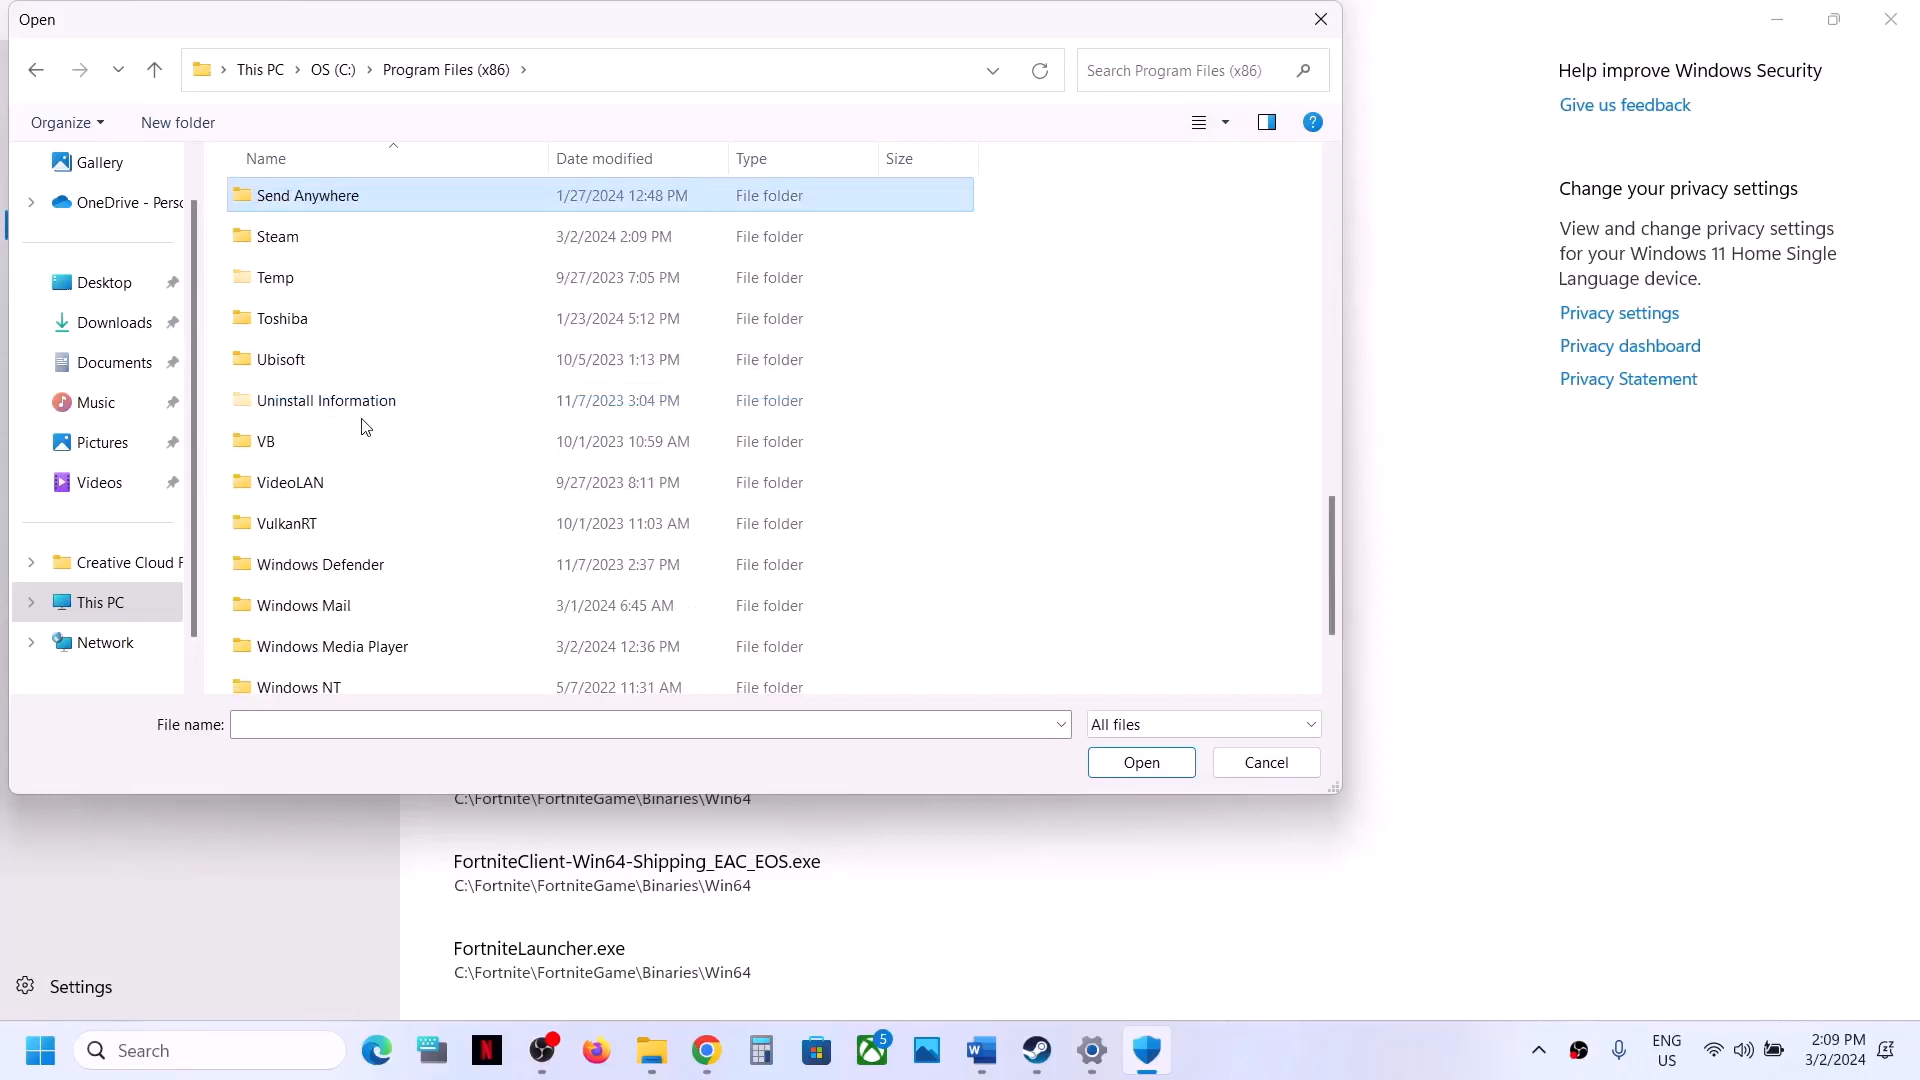 Open
This PC > OS (C:) > Program Files (x86) >
Search Program Files (x86)
Organize
New folder
Name
Date modified
Type
Size
Gallery
OneDrive - Perso
Desktop
Downloads
Documents
Music
Pictures
Videos
Creative Cloud F
This PC
Network
Send Anywhere 1/27/2024 12:48 PM File folder
Steam 3/2/2024 2:09 PM File folder
Temp 9/27/2023 7:05 PM File folder
Toshiba 1/23/2024 5:12 PM File folder
Ubisoft 10/5/2023 1:13 PM File folder
Uninstall Information 11/7/2023 3:04 PM File folder
VB 10/1/2023 10:59 AM File folder
VideoLAN 9/27/2023 8:11 PM File folder
VulkanRT 10/1/2023 11:03 AM File folder
Windows Defender 11/7/2023 2:37 PM File folder
Windows Mail 3/1/2024 6:45 AM File folder
Windows Media Player 3/2/2024 12:36 PM File folder
Windows NT 5/7/2022 11:31 AM File folder
File name:
All files
Open
Cancel
Help improve Windows Security
Give us feedback
Change your privacy settings
View and change privacy settings
for your Windows 11 Home Single
Language device.
Privacy settings
Privacy dashboard
Privacy Statement
C:\Fortnite\FortniteGame\Binaries\Win64
FortniteClient-Win64-Shipping_EAC_EOS.exe
C:\Fortnite\FortniteGame\Binaries\Win64
FortniteLauncher.exe
C:\Fortnite\FortniteGame\Binaries\Win64
Settings
Search
5
ENG
US
2:09 PM
3/2/2024